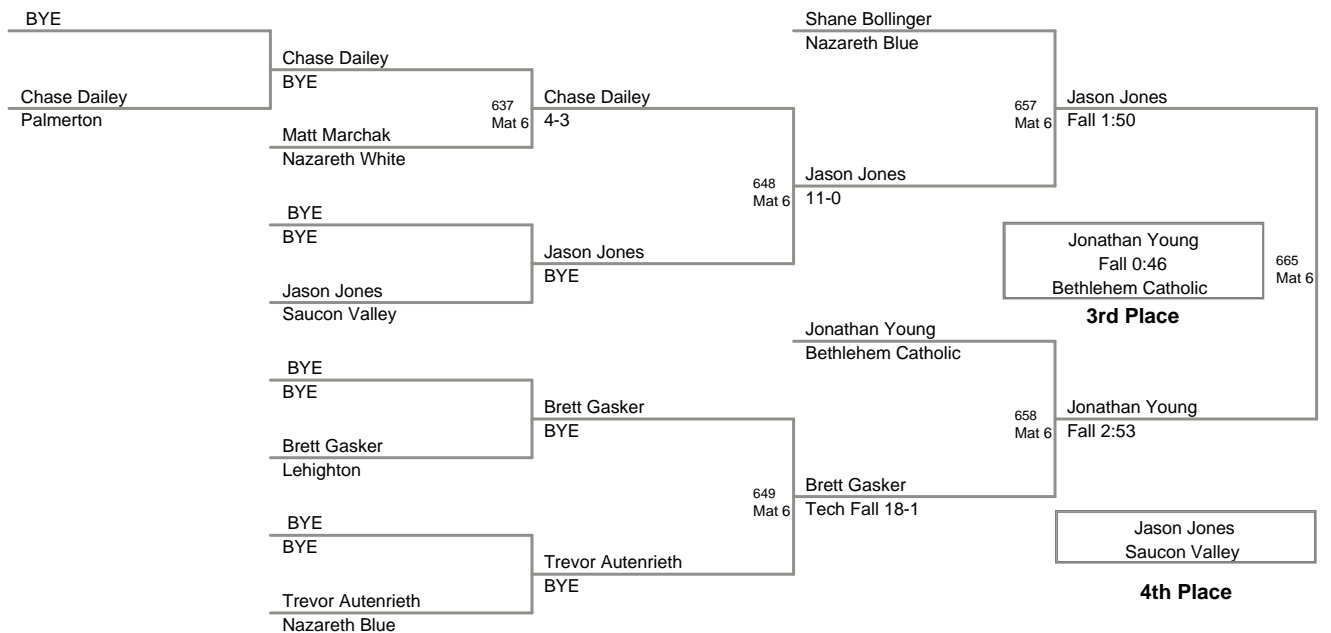 BYE
Chase Dailey
Palmerton
Chase Dailey
BYE
Matt Marchak
Nazareth White
BYE
BYE
Jason Jones
Saucon Valley
BYE
BYE
Brett Gasker
Lehighton
BYE
BYE
Trevor Autenrieth
Nazareth Blue
637
Mat 6
Chase Dailey
4-3
Jason Jones
BYE
Brett Gasker
BYE
Trevor Autenrieth
BYE
648
Mat 6
649
Mat 6
Shane Bollinger
Nazareth Blue
Jason Jones
11-0
Jonathan Young
Bethlehem Catholic
Brett Gasker
Tech Fall 18-1
657
Mat 6
658
Mat 6
Jason Jones
Fall 1:50
Jonathan Young
Fall 2:53
665
Mat 6
Jonathan Young
Fall 0:46
Bethlehem Catholic
3rd Place
Jason Jones
Saucon Valley
4th Place